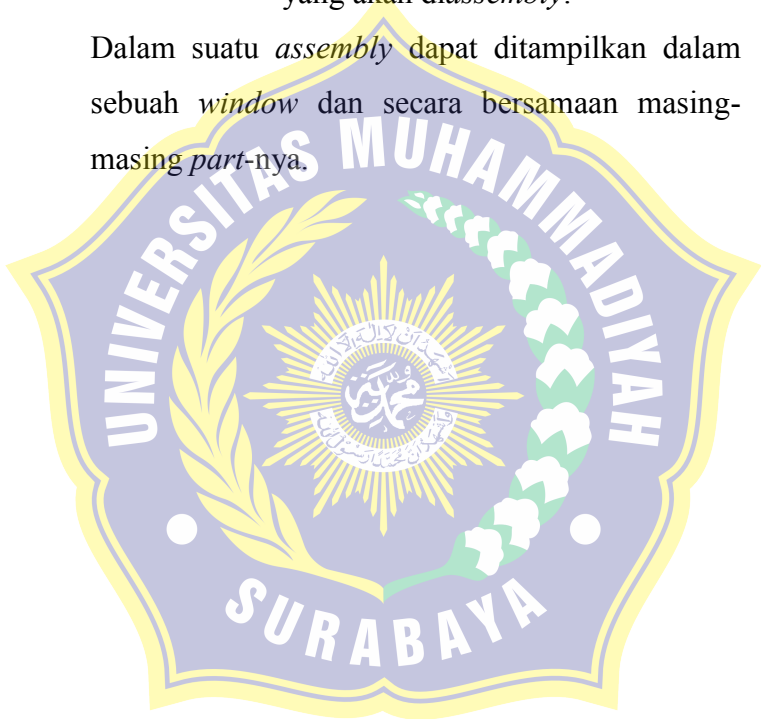 yang akan diassembly.
Dalam suatu assembly dapat ditampilkan dalam
sebuah window dan secara bersamaan masing-
masing part-nya.
UNIVERSITAS MUHAMMADIYAH
SURABAYA